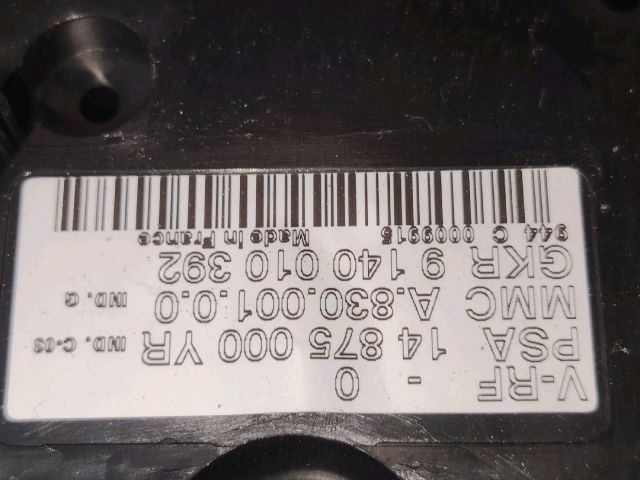 V-RF - 0
PSA 14 875 000 YR IND. C-03
MMC A.830.001.0.0 IND. G
GKR 9 140 010 392
944 C 0009915 Made in France